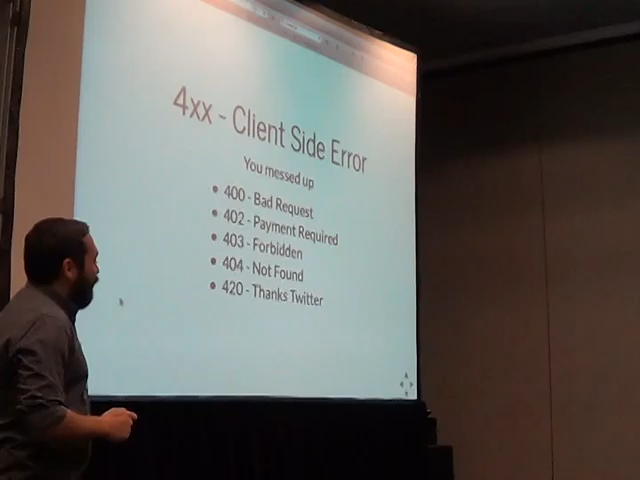 4xx - Client Side Error
You messed up
400 - Bad Request
402 - Payment Required
403 - Forbidden
404 - Not Found
420 - Thanks Twitter